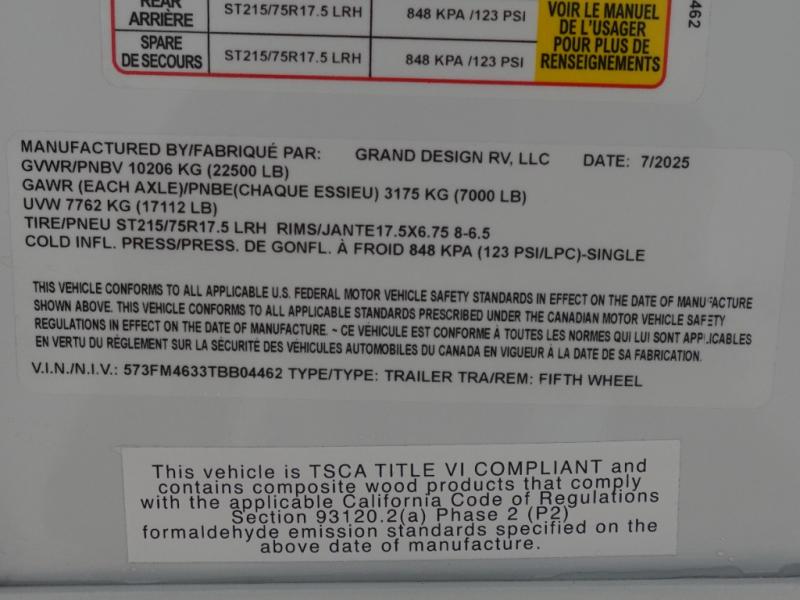 REAR
ARRIÈRE
ST215/75R17.5 LRH
848 KPA /123 PSI
SPARE
DE SECOURS
ST215/75R17.5 LRH
848 KPA /123 PSI
VOIR LE MANUEL
DE L'USAGER
POUR PLUS DE
RENSEIGNEMENTS
462
MANUFACTURED BY/FABRIQUÉ PAR: GRAND DESIGN RV, LLC DATE: 7/2025
GVWR/PNBV 10206 KG (22500 LB)
GAWR (EACH AXLE)/PNBE(CHAQUE ESSIEU) 3175 KG (7000 LB)
UVW 7762 KG (17112 LB)
TIRE/PNEU ST215/75R17.5 LRH RIMS/JANTE17.5X6.75 8-6.5
COLD INFL. PRESS/PRESS. DE GONFL. À FROID 848 KPA (123 PSI/LPC)-SINGLE
THIS VEHICLE CONFORMS TO ALL APPLICABLE U.S. FEDERAL MOTOR VEHICLE SAFETY STANDARDS IN EFFECT ON THE DATE OF MANUFACTURE
SHOWN ABOVE. THIS VEHICLE CONFORMS TO ALL APPLICABLE STANDARDS PRESCRIBED UNDER THE CANADIAN MOTOR VEHICLE SAFETY
REGULATIONS IN EFFECT ON THE DATE OF MANUFACTURE. ~ CE VÉHICULE EST CONFORME À TOUTES LES NORMES QUI LUI SONT APPLICABLES
EN VERTU DU RÈGLEMENT SUR LA SÉCURITÉ DES VÉHICULES AUTOMOBILES DU CANADA EN VIGUEUR À LA DATE DE SA FABRICATION.
V.I.N./N.I.V.: 573FM4633TBB04462 TYPE/TYPE: TRAILER TRA/REM: FIFTH WHEEL
This vehicle is TSCA TITLE VI COMPLIANT and
contains composite wood products that comply
with the applicable California Code of Regulations
Section 93120.2(a) Phase 2 (P2)
formaldehyde emission standards specified on the
above date of manufacture.